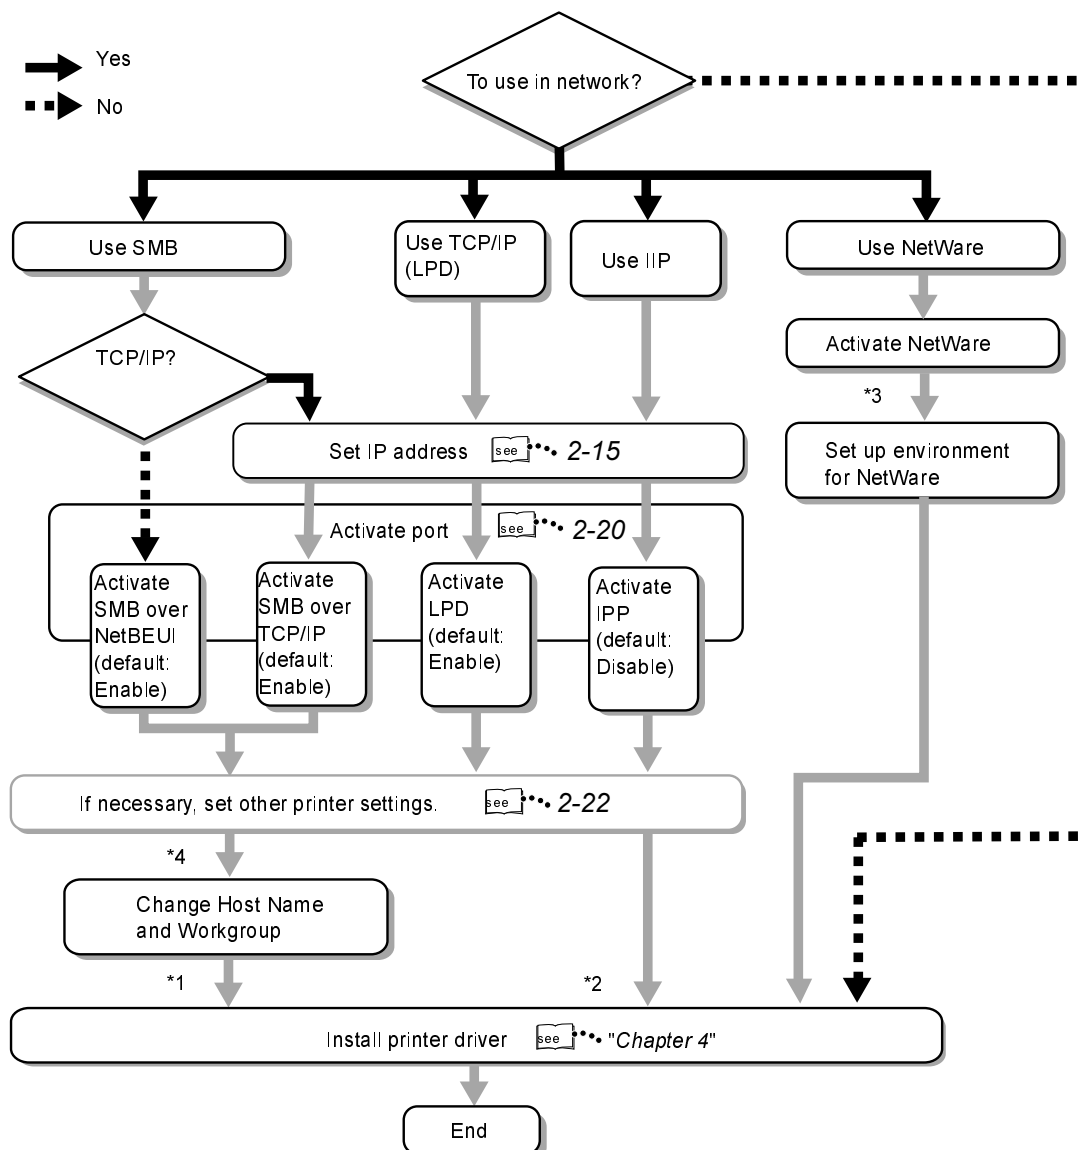 Yes
No
To use in network?
Use SMB
Use TCP/IP
(LPD)
Use IIP
Use NetWare
TCP/IP?
Activate NetWare
*3
Set IP address see 2-15
Set up environment
for NetWare
Activate port see 2-20
Activate
SMB over
NetBEUI
(default:
Enable)
Activate
SMB over
TCP/IP
(default:
Enable)
Activate
LPD
(default:
Enable)
Activate
IPP
(default:
Disable)
If necessary, set other printer settings. see 2-22
*4
Change Host Name
and Workgroup
*1
*2
Install printer driver see "Chapter 4"
End